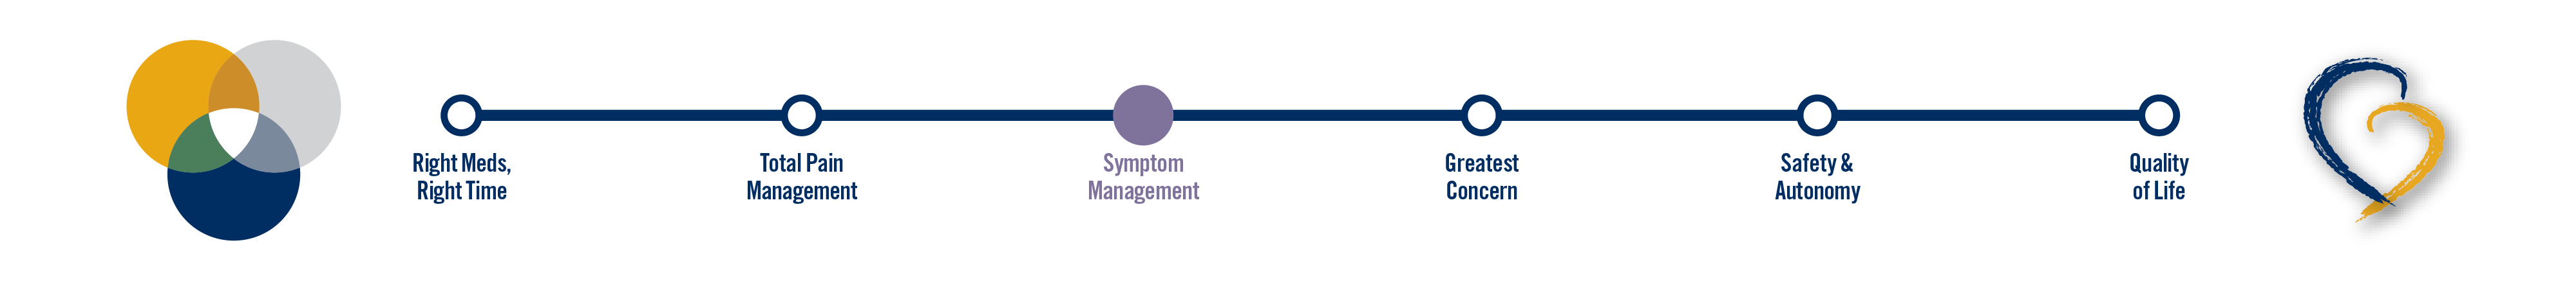 Right Meds,
Right Time
Total Pain
Management
Symptom
Management
Greatest
Concern
Safety &
Autonomy
Quality
of Life